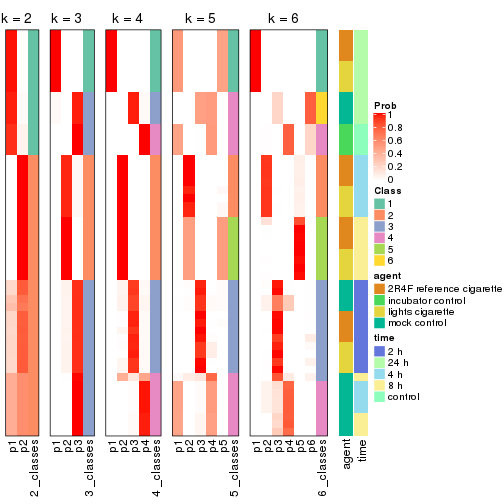 k = 2
k = 3
k = 4
k = 5
k = 6
Prob
1
0.8
0.6
0.4
0.2
0
Class
1
2
3
4
5
6
agent
2R4F reference cigarette
incubator control
lights cigarette
mock control
time
2 h
24 h
4 h
8 h
control
p1
p2
2_classes
p1
p2
p3
3_classes
p1
p2
p3
p4
4_classes
p1
p2
p3
p4
p5
5_classes
p1
p2
p3
p4
p5
p6
6_classes
agent
time